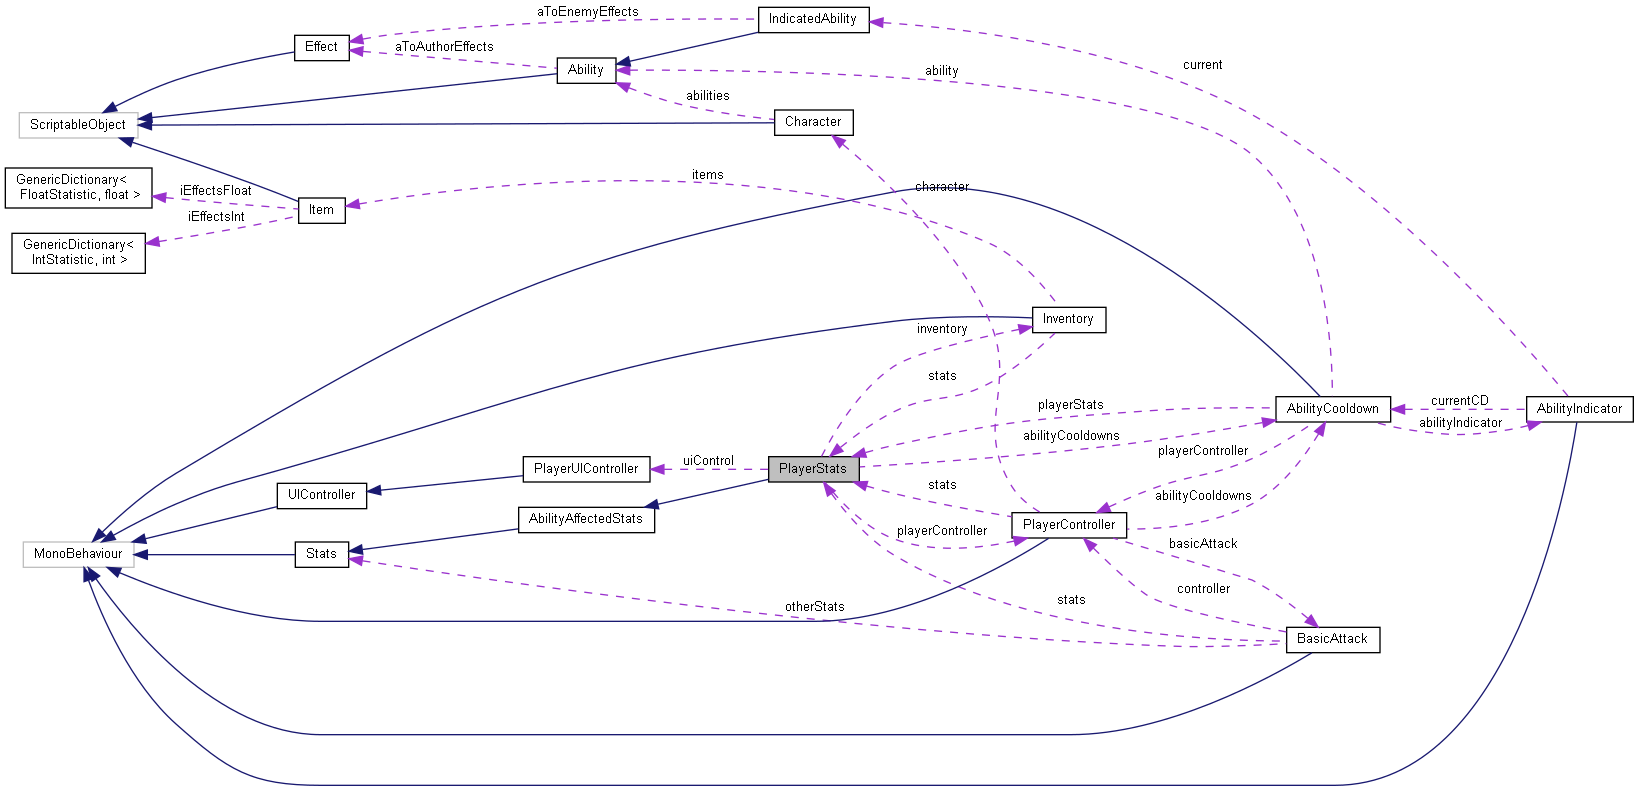 aToEnemyEffects
IndicatedAbility
Effect
aToAuthorEffects
Ability
ability
current
abilities
ScriptableObject
Character
GenericDictionary<
FloatStatistic, float >
iEffectsFloat
items
character
Item
iEffectsInt
GenericDictionary<
IntStatistic, int >
Inventory
inventory
stats
playerStats
AbilityCooldown
currentCD
AbilityIndicator
abilityIndicator
abilityCooldowns
playerController
PlayerUIController
uiControl
PlayerStats
UIController
stats
abilityCooldowns
AbilityAffectedStats
playerController
PlayerController
MonoBehaviour
Stats
basicAttack
controller
otherStats
stats
BasicAttack